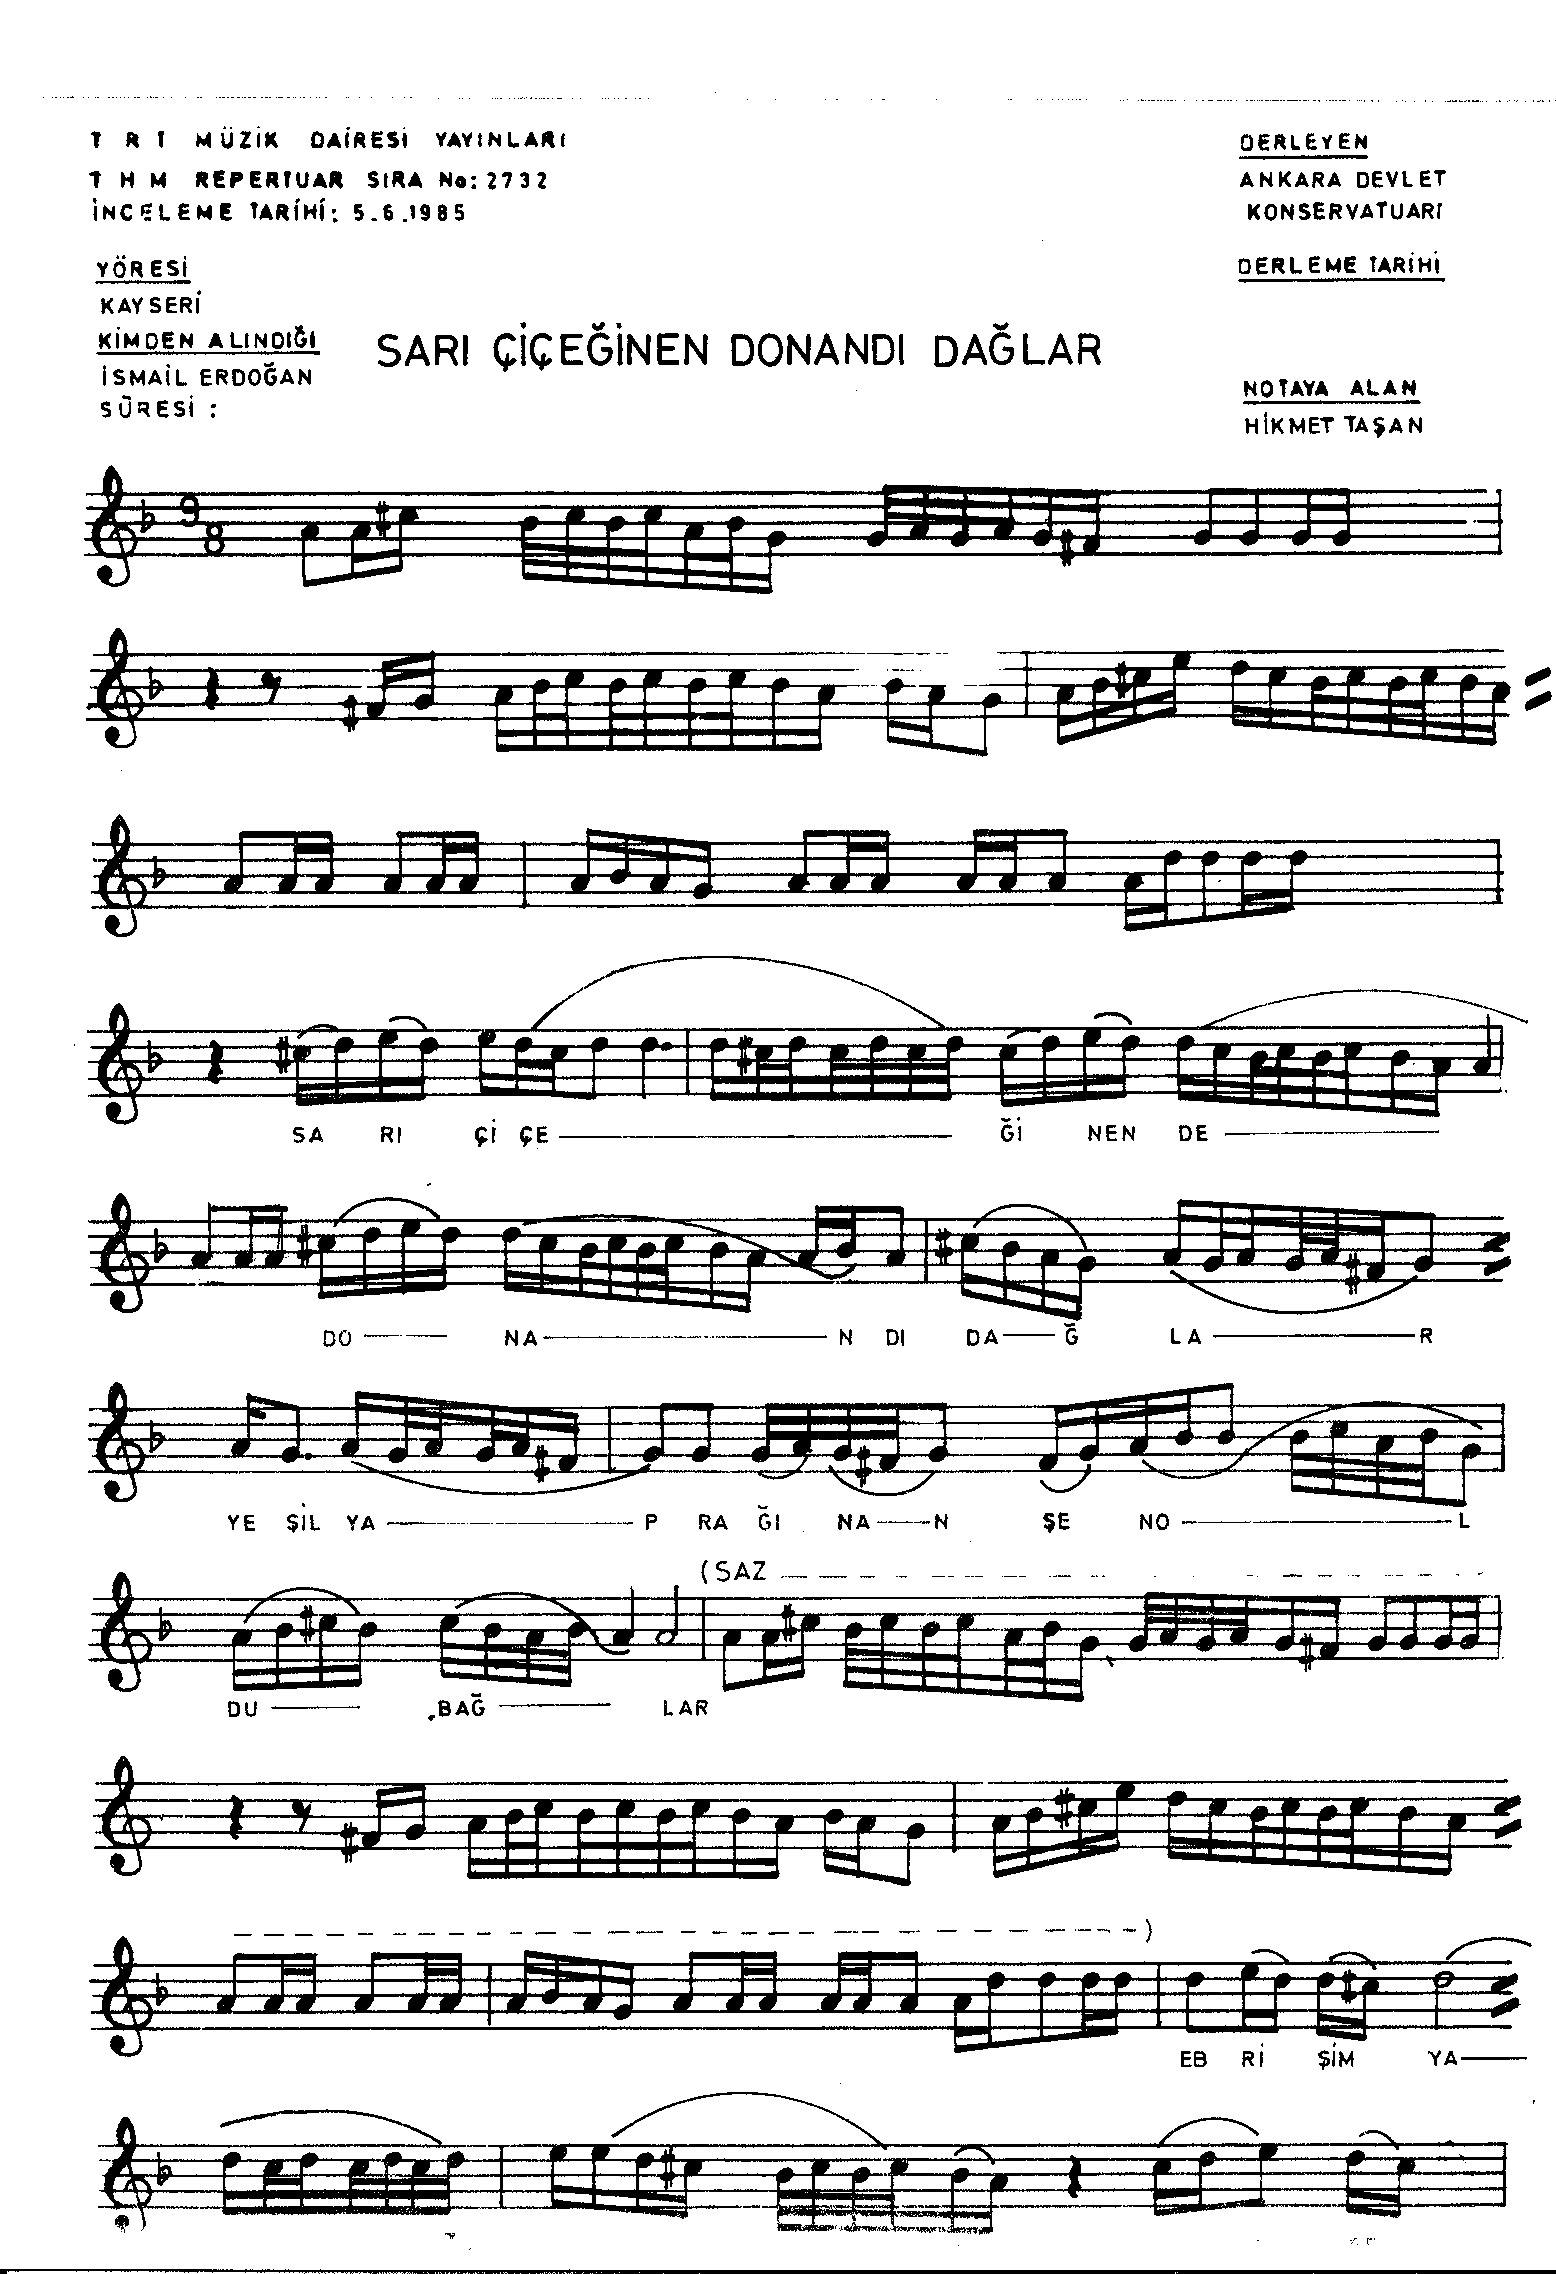 T R T MÜZİK DAİRESİ YAYINLARI
T H M REPERTUAR SIRA No: 2732
İNCELEME TARİHİ: 5.6.1985
DERLEYEN
ANKARA DEVLET
KONSERVATUARI
YÖRESİ
KAYSERİ
DERLEME TARİHİ
KİMDEN ALINDIĞI
İSMAİL ERDOĞAN
SÜRESİ :
SARI ÇİÇEĞİNEN DONANDI DAĞLAR
NOTAYA ALAN
HİKMET TAŞAN
9
8
SA RI Çİ ÇE Ğİ NEN DE
DO NA N DI DA Ğ LA R
YE ŞİL YA P RA ĞI NA N ŞE NO L
(SAZ
DU BAĞ LAR
)
EB Rİ ŞİM YA